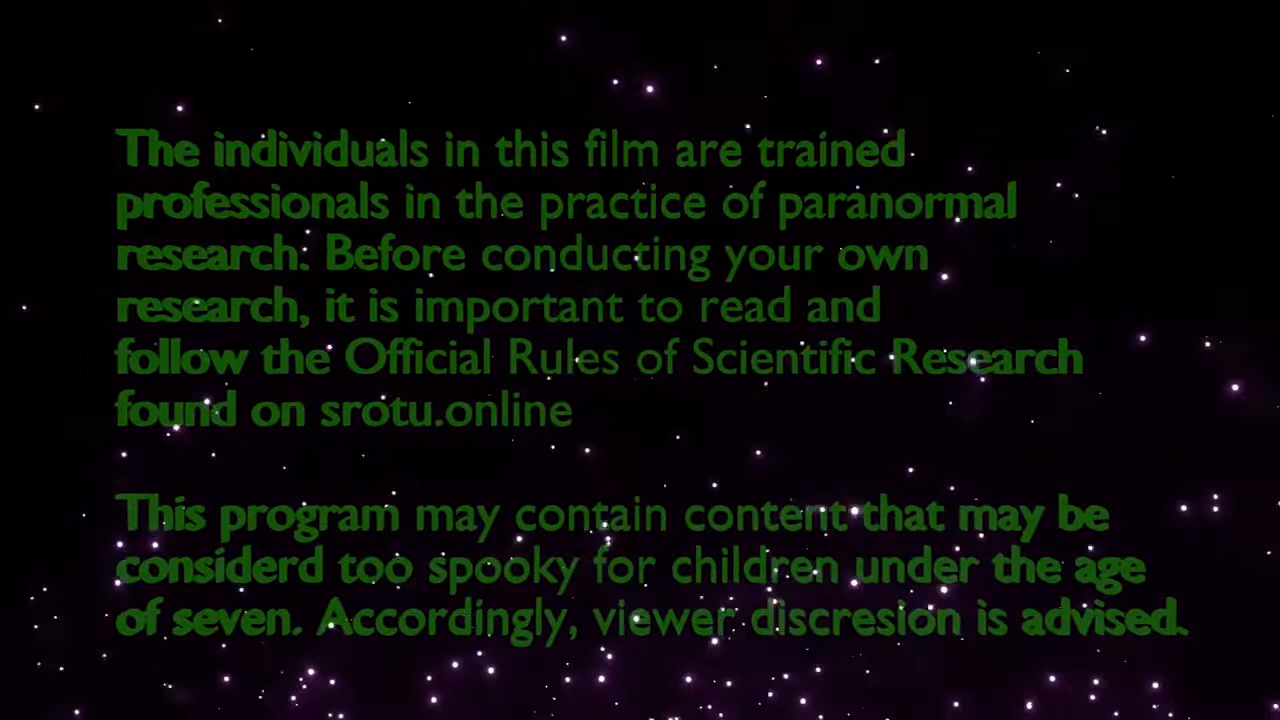 The individuals in this film are trained
professionals in the practice of paranormal
research. Before conducting your own
research, it is important to read and
follow the Official Rules of Scientific Research
found on srotu.online
This program may contain content that may be
considerd too spooky for children under the age
of seven. Accordingly, viewer discresion is advised.